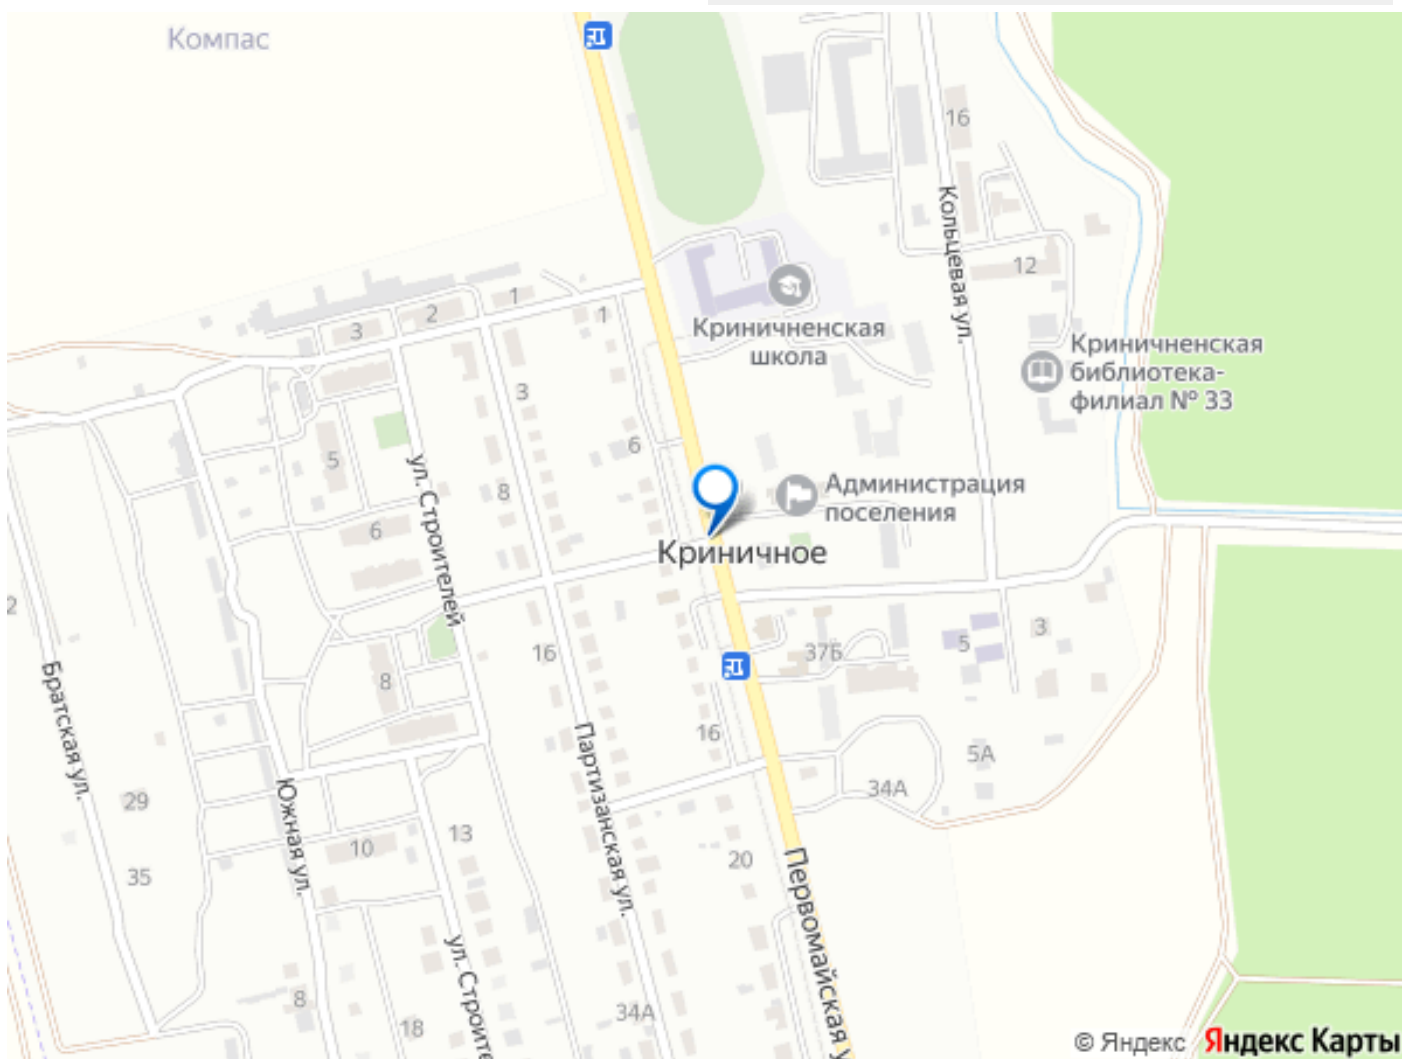 Компас
16
Кольцевая ул.
12
Криничненская
школа
Криничненская
библиотека-
филиал № 33
1
2
3
1
3
6
5
8
6
ул. Строителей
Администрация
поселения
Криничное
2
Братская ул.
16
8
37Б
5
3
16
Партизанская ул.
5А
34А
29
Южная ул.
13
10
35
20
Первомайская у
ул. Строите
8
18
34А
© Яндекс Яндекс Карты